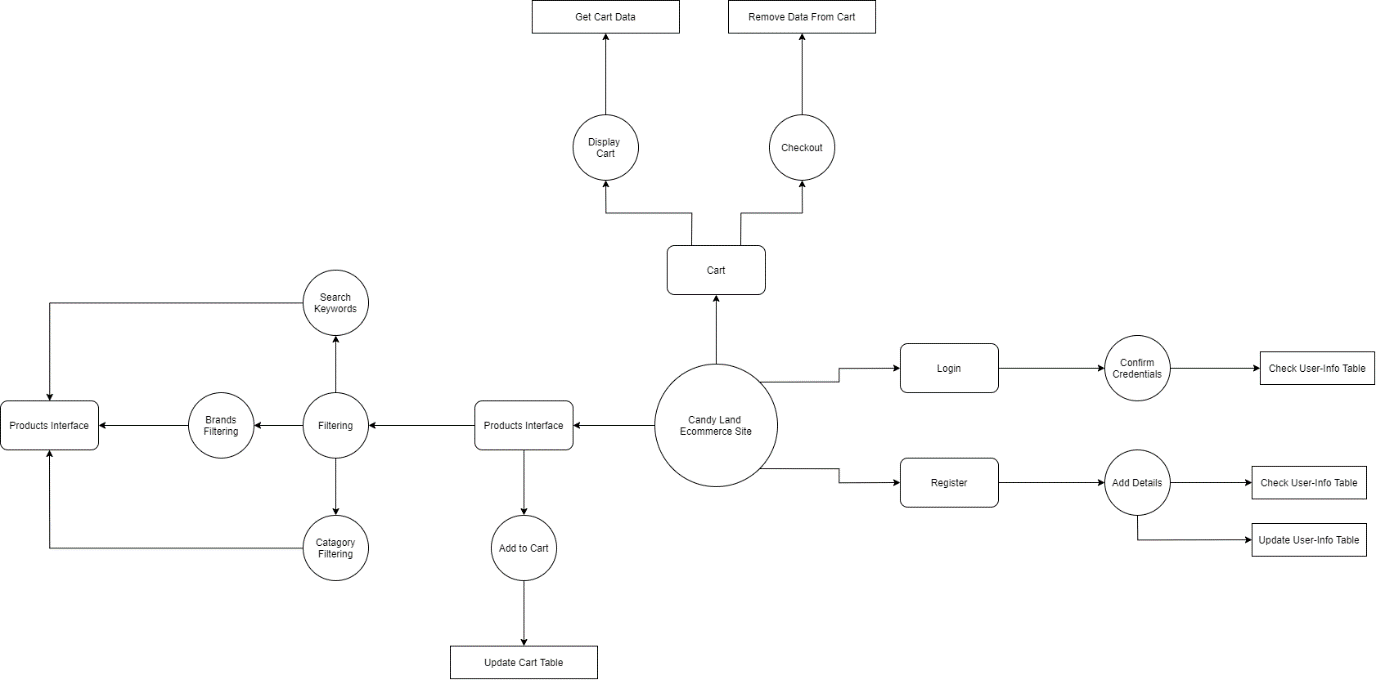 Get Cart Data
Remove Data From Cart
Display
Cart
Checkout
Cart
Search
Keywords
Login
Confirm
Credentials
Check User-Info Table
Products Interface
Brands
Filtering
Filtering
Products Interface
Candy Land
Ecommerce Site
Register
Add Details
Check User-Info Table
Catagory
Filtering
Add to Cart
Update User-Info Table
Update Cart Table